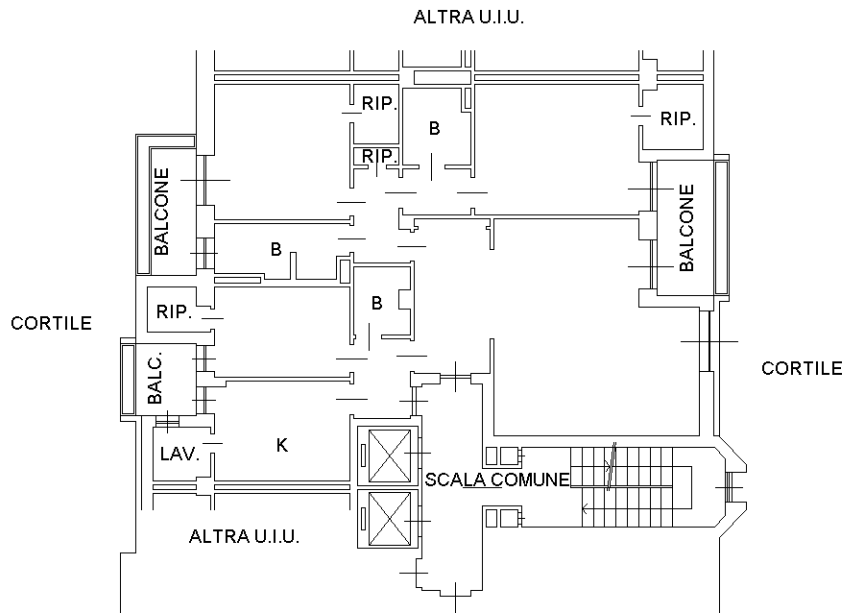 ALTRA U.I.U.
RIP.
RIP.
B
RIP.
BALCONE
BALCONE
B
RIP.
B
CORTILE
CORTILE
BALC.
LAV.
K
SCALA COMUNE
ALTRA U.I.U.